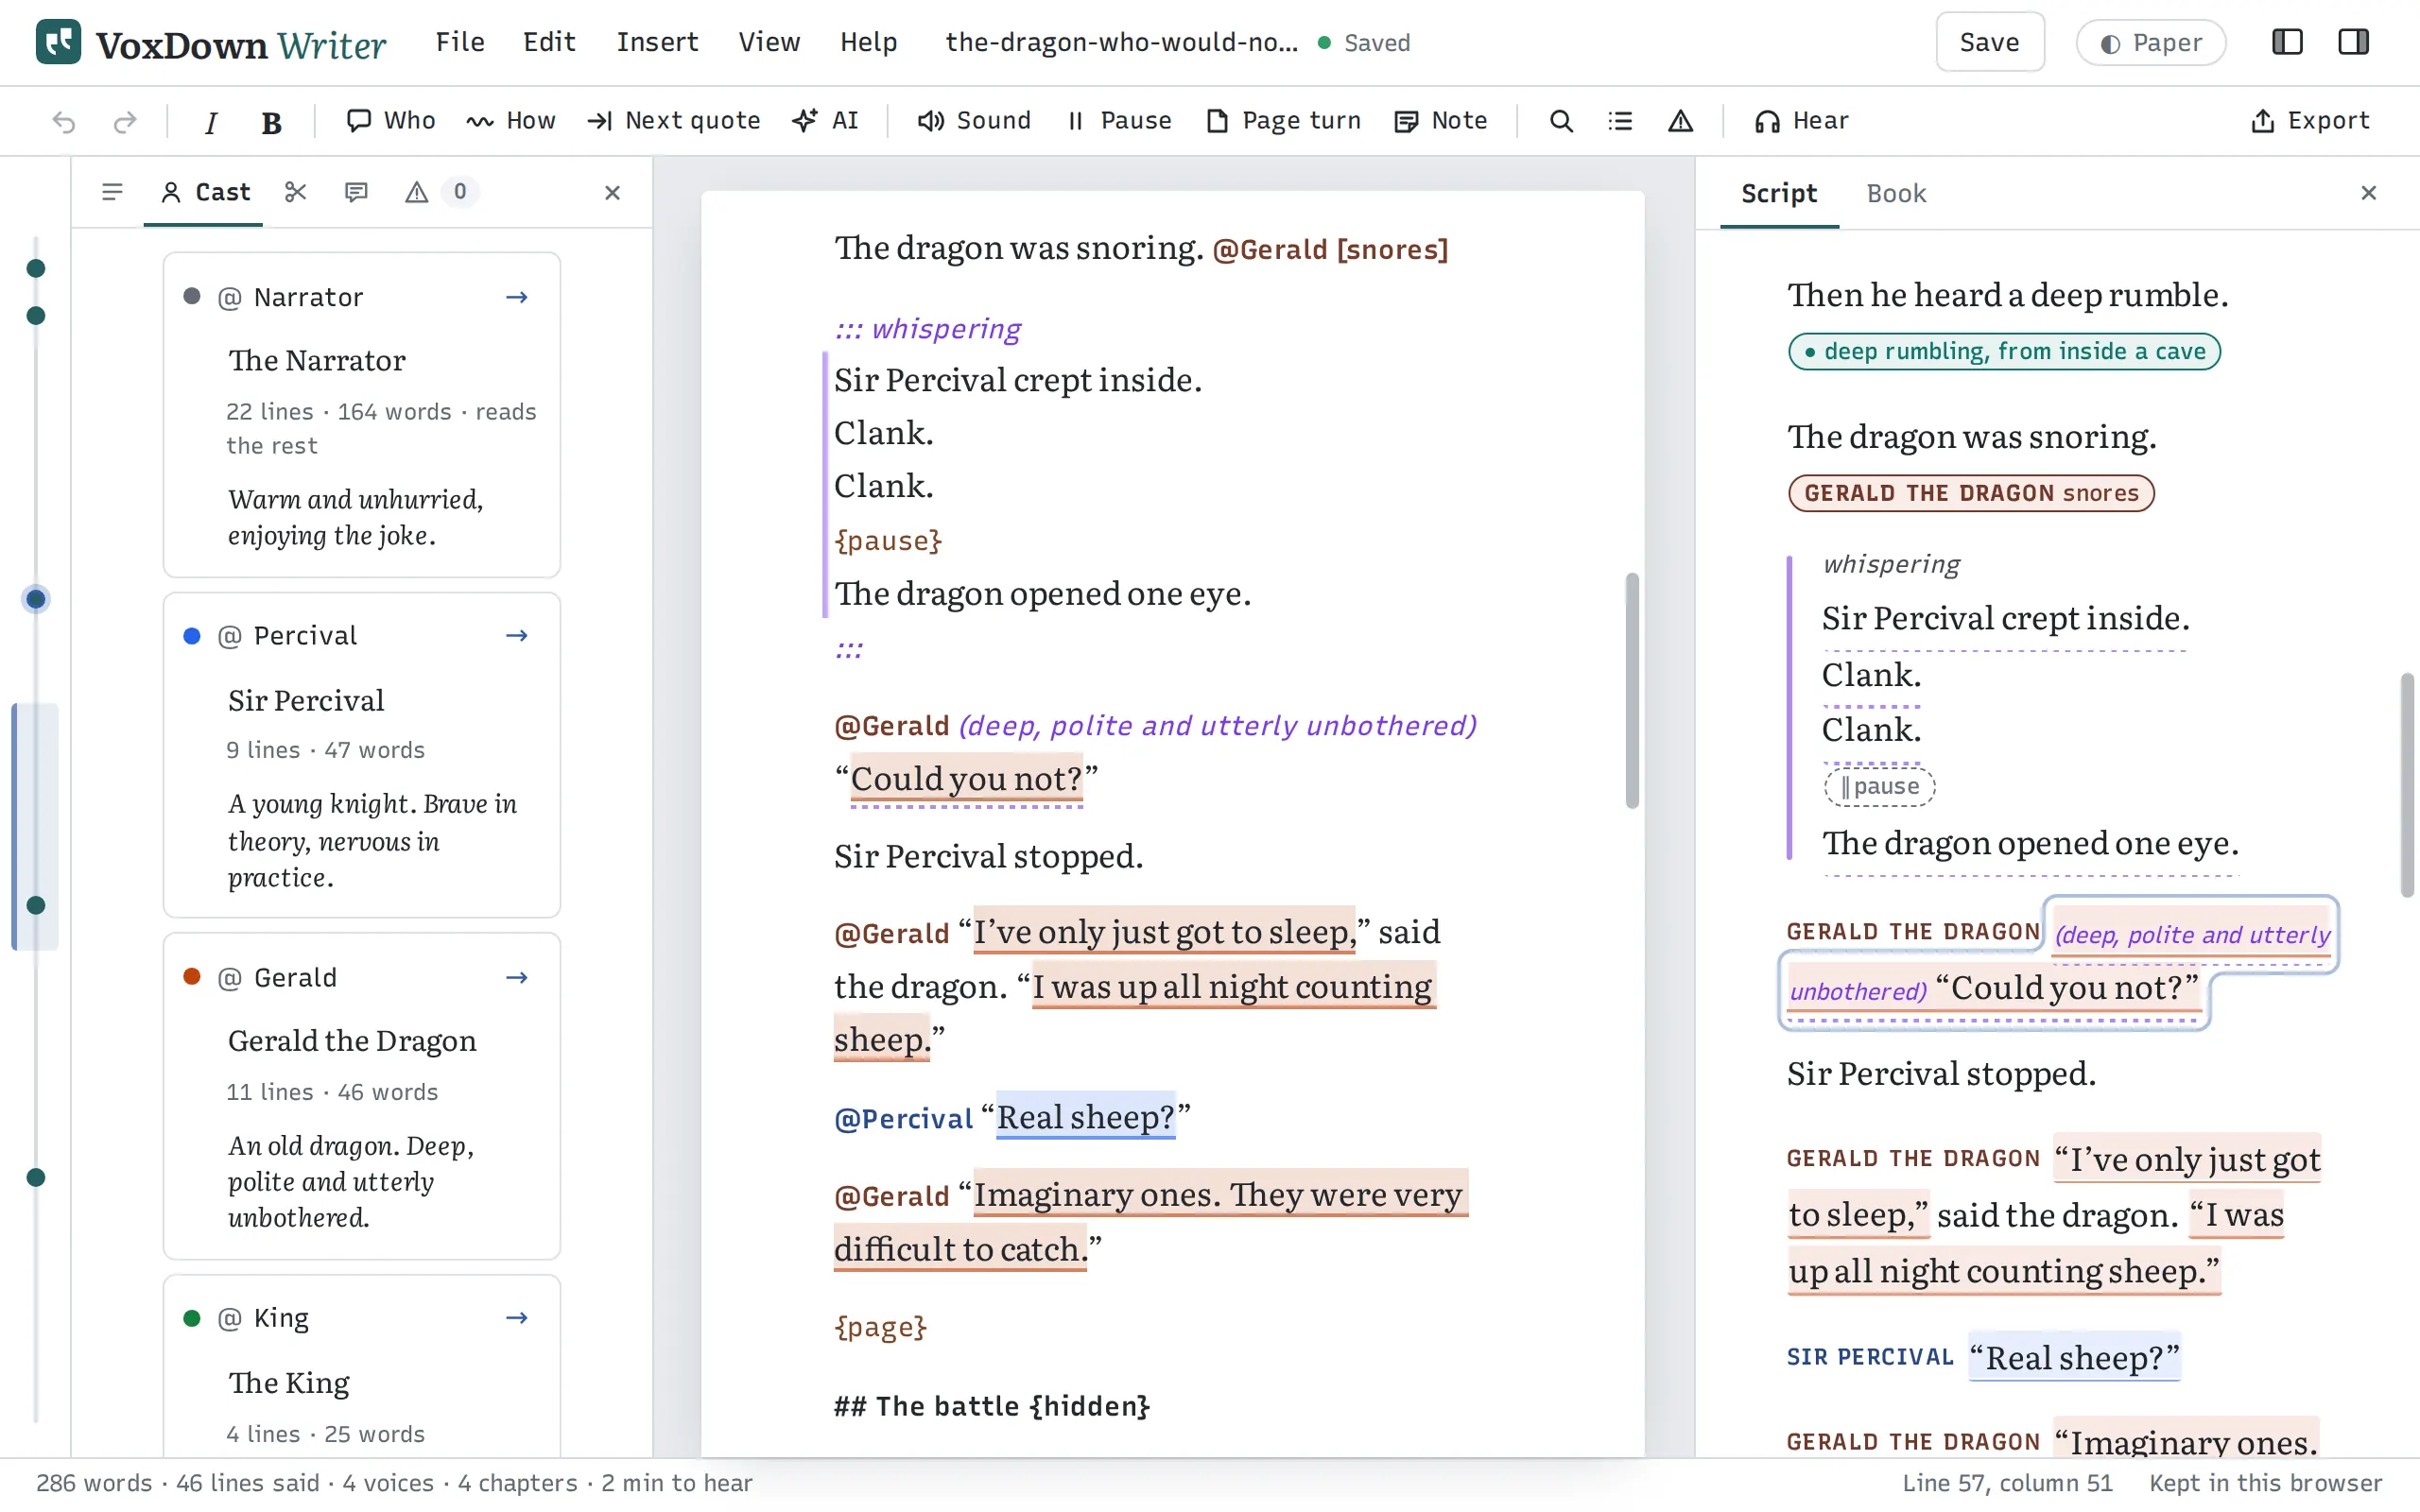 VoxDown Writer File Edit Insert View Help the-dragon-who-would-no... Saved Save Paper
I B Who How Next quote AI Sound Pause Page turn Note Hear Export
Cast 0
@ Narrator →
The Narrator
22 lines · 164 words · reads
the rest
Warm and unhurried,
enjoying the joke.
@ Percival →
Sir Percival
9 lines · 47 words
A young knight. Brave in
theory, nervous in
practice.
@ Gerald →
Gerald the Dragon
11 lines · 46 words
An old dragon. Deep,
polite and utterly
unbothered.
@ King →
The King
4 lines · 25 words
The dragon was snoring. @Gerald [snores]
::: whispering
Sir Percival crept inside.
Clank.
Clank.
{pause}
The dragon opened one eye.
:::
@Gerald (deep, polite and utterly unbothered)
“Could you not?”
Sir Percival stopped.
@Gerald “I’ve only just got to sleep,” said
the dragon. “I was up all night counting
sheep.”
@Percival “Real sheep?”
@Gerald “Imaginary ones. They were very
difficult to catch.”
{page}
## The battle {hidden}
Script Book
Then he heard a deep rumble.
deep rumbling, from inside a cave
The dragon was snoring.
GERALD THE DRAGON snores
whispering
Sir Percival crept inside.
Clank.
Clank.
pause
The dragon opened one eye.
GERALD THE DRAGON (deep, polite and utterly
unbothered) “Could you not?”
Sir Percival stopped.
GERALD THE DRAGON “I’ve only just got
to sleep,” said the dragon. “I was
up all night counting sheep.”
SIR PERCIVAL “Real sheep?”
GERALD THE DRAGON “Imaginary ones.
286 words · 46 lines said · 4 voices · 4 chapters · 2 min to hear Line 57, column 51 Kept in this browser